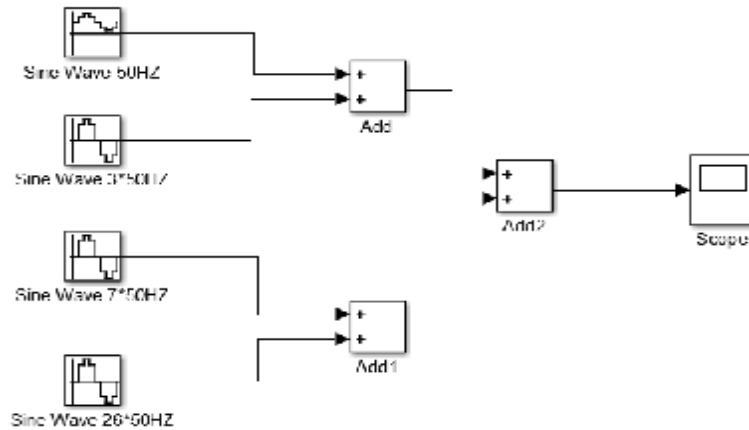 Sine Wave 50HZ
+
+
Add
Sine Wave 3*50HZ
+
+
Add2
Scope
Sine Wave 7*50HZ
+
+
Add1
Sine Wave 26*50HZ